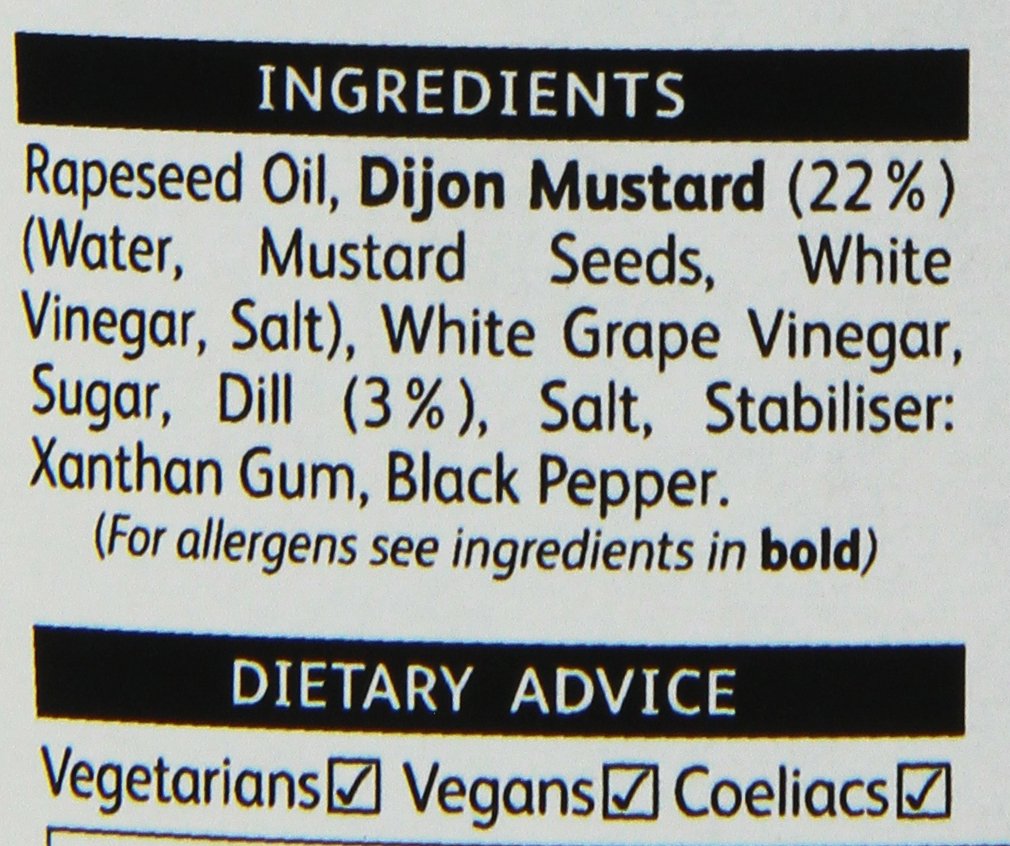 INGREDIENTS
Rapeseed Oil, Dijon Mustard (22%)
(Water, Mustard Seeds, White
Vinegar, Salt), White Grape Vinegar,
Sugar, Dill (3%), Salt, Stabiliser:
Xanthan Gum, Black Pepper.
(For allergens see ingredients in bold)
DIETARY ADVICE
Vegetarians☑ Vegans☑ Coeliacs☑